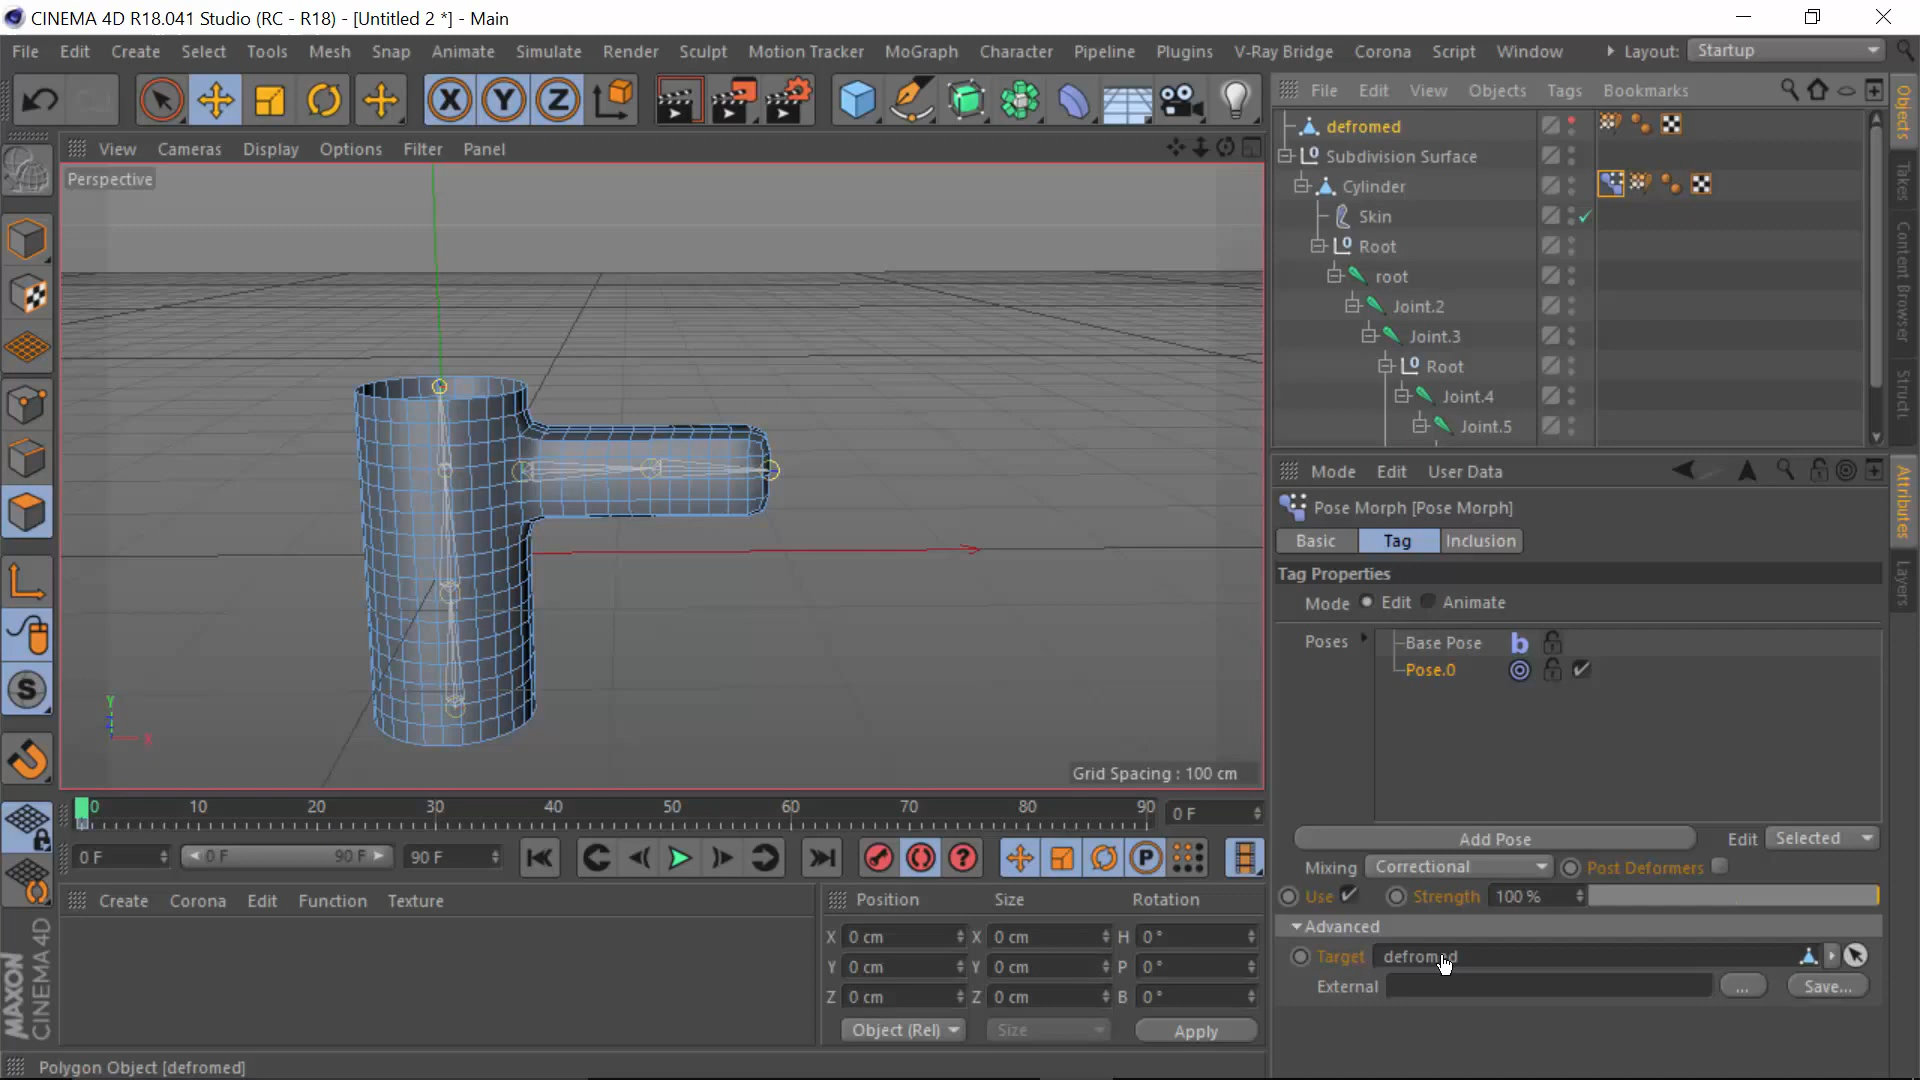 CINEMA 4D R18.041 Studio (RC - R18) - [Untitled 2 *] - Main
File Edit Create Select Tools Mesh Snap Animate Simulate Render Sculpt Motion Tracker MoGraph Character Pipeline Plugins V-Ray Bridge Corona Script Window Layout: Startup
X Y Z
File Edit View Objects Tags Bookmarks
View Cameras Display Options Filter Panel
Perspective
defromed
Subdivision Surface
Cylinder
Skin
Root
root
Joint.2
Joint.3
Root
Joint.4
Joint.5
Objects
Takes
Content Browser
Struct
Mode Edit User Data
Pose Morph [Pose Morph]
Basic Tag Inclusion
Tag Properties
Mode Edit Animate
Poses Base Pose b
Pose.0
Attributes
Layers
Add Pose Edit Selected
Mixing Correctional Post Deformers
Use Strength 100 %
Advanced
Target defromed
External ... Save...
S
Y
X
Grid Spacing : 100 cm
0 10 20 30 40 50 60 70 80 90 0 F
0 F 0 F 90 F 90 F
? P
Create Corona Edit Function Texture
Position Size Rotation
X 0 cm X 0 cm H 0 °
Y 0 cm Y 0 cm P 0 °
Z 0 cm Z 0 cm B 0 °
Object (Rel) Size Apply
MAXON
CINEMA 4D
Polygon Object [defromed]